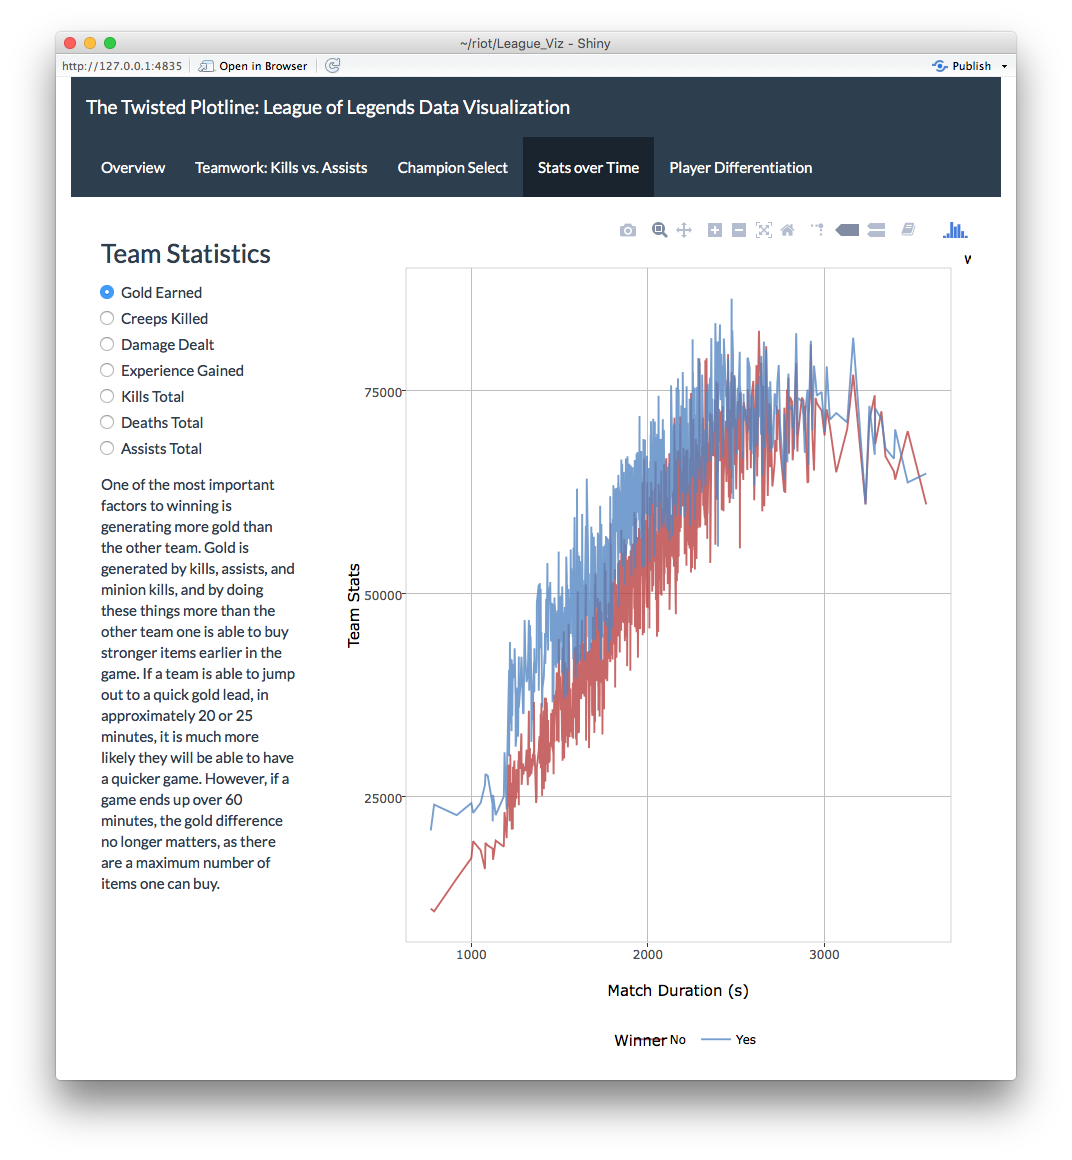 ~/riot/League_Viz - Shiny
http://127.0.0.1:4835 Open in Browser Publish
The Twisted Plotline: League of Legends Data Visualization
Overview Teamwork: Kills vs. Assists Champion Select Stats over Time Player Differentiation
Team Statistics
Gold Earned
Creeps Killed
Damage Dealt
Experience Gained
Kills Total
Deaths Total
Assists Total
One of the most important
factors to winning is
generating more gold than
the other team. Gold is
generated by kills, assists, and
minion kills, and by doing
these things more than the
other team one is able to buy
stronger items earlier in the
game. If a team is able to jump
out to a quick gold lead, in
approximately 20 or 25
minutes, it is much more
likely they will be able to have
a quicker game. However, if a
game ends up over 60
minutes, the gold difference
no longer matters, as there
are a maximum number of
items one can buy.
Team Stats
75000
50000
25000
1000 2000 3000
Match Duration (s)
Winner No Yes